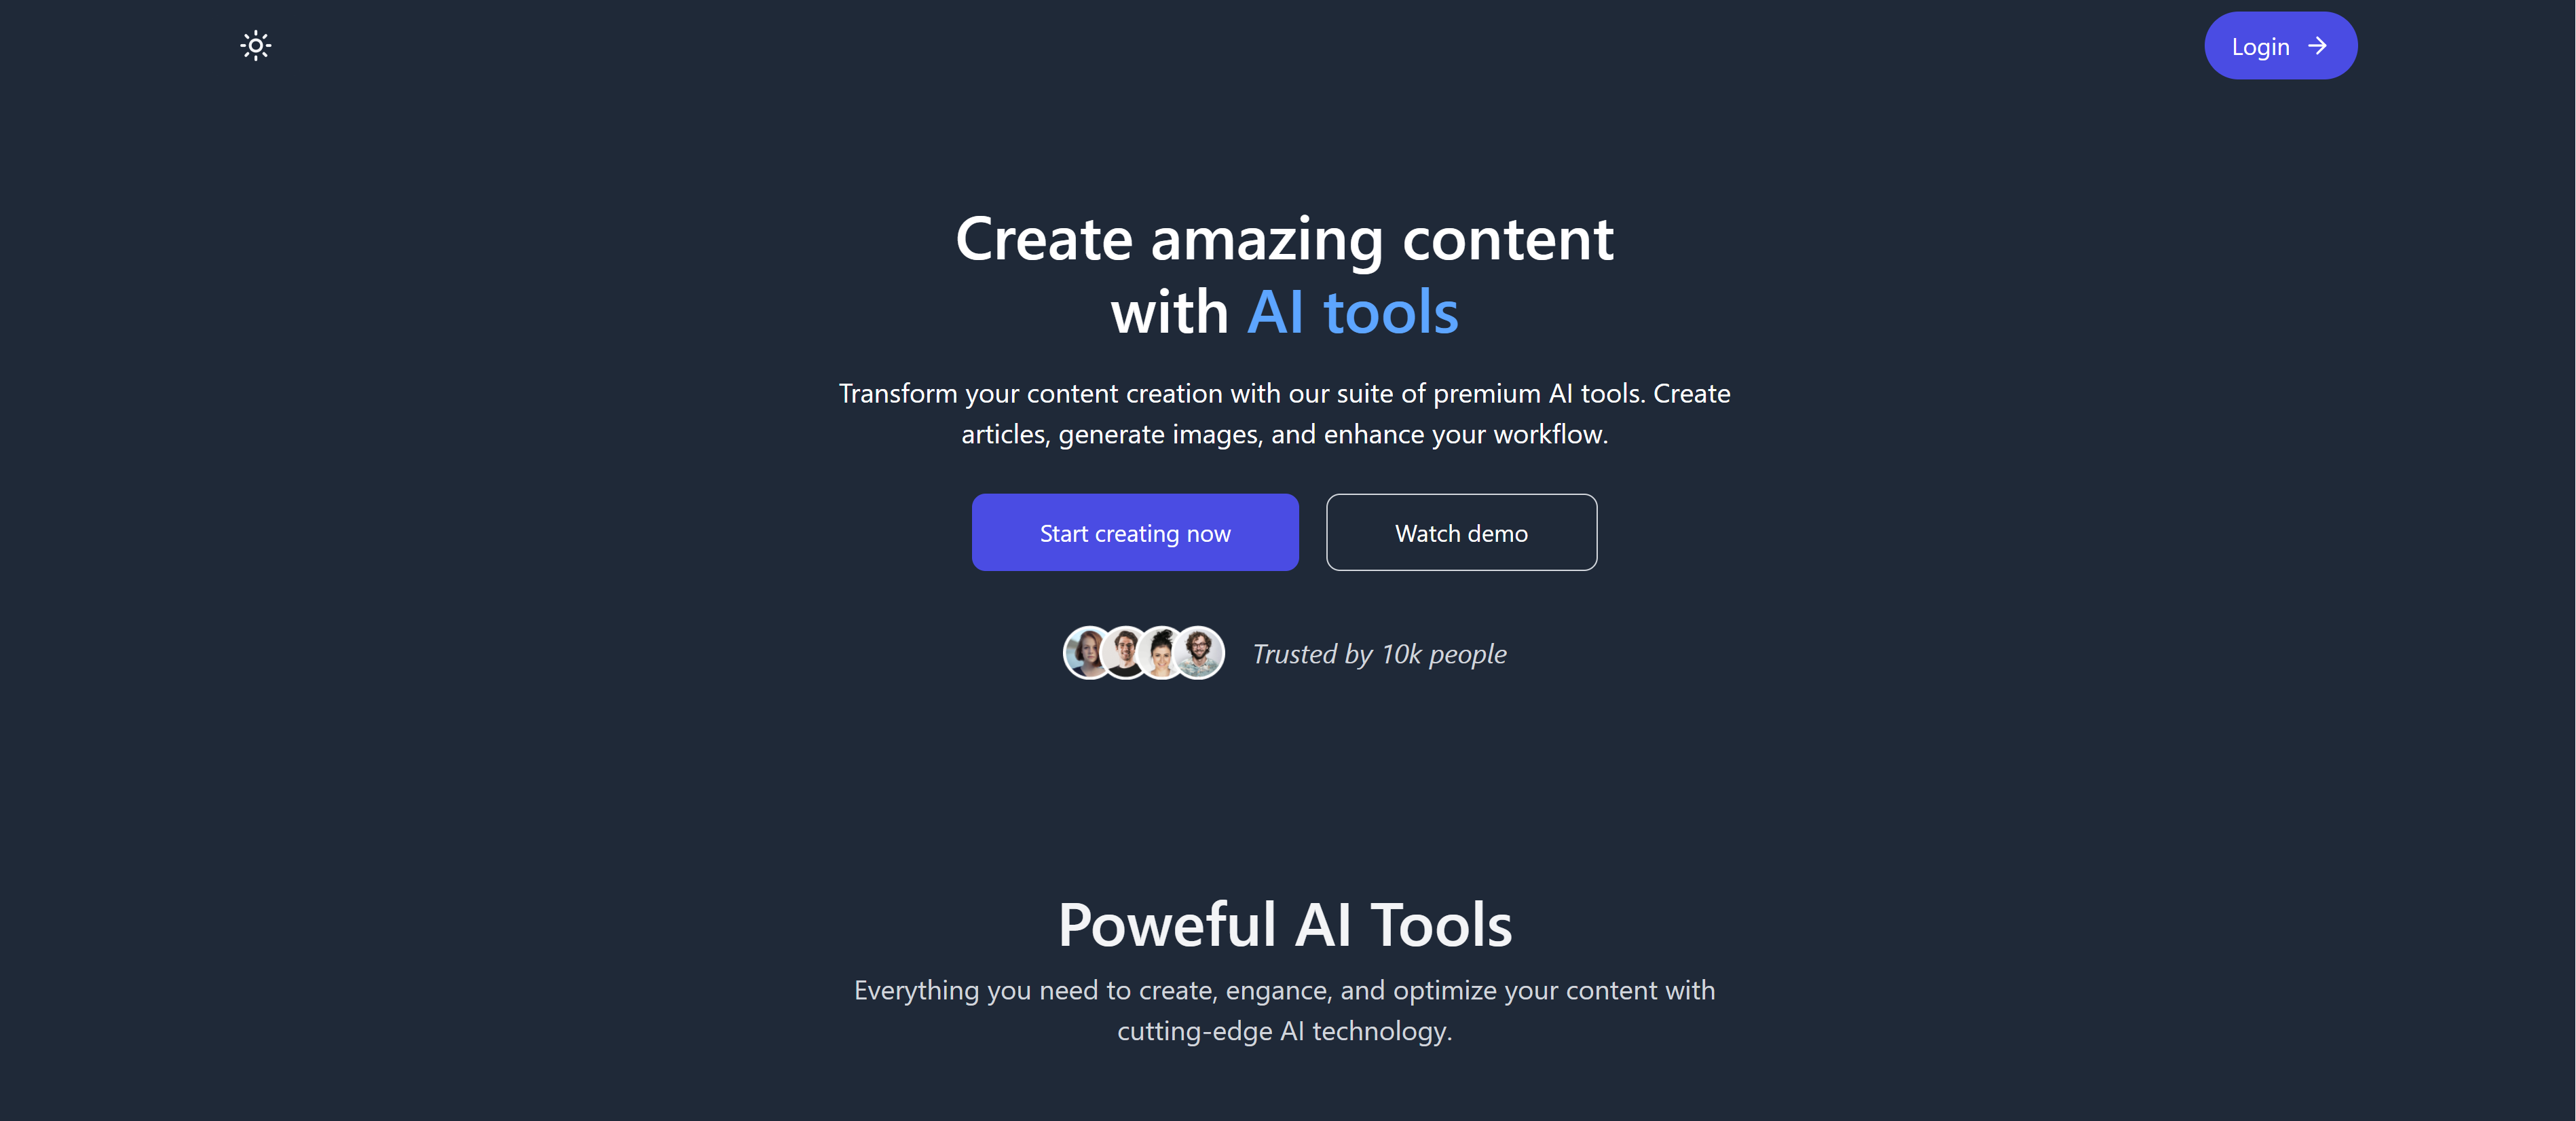 Login
Create amazing content
with AI tools
Transform your content creation with our suite of premium AI tools. Create
articles, generate images, and enhance your workflow.
Start creating now
Watch demo
Trusted by 10k people
Poweful AI Tools
Everything you need to create, engance, and optimize your content with
cutting-edge AI technology.